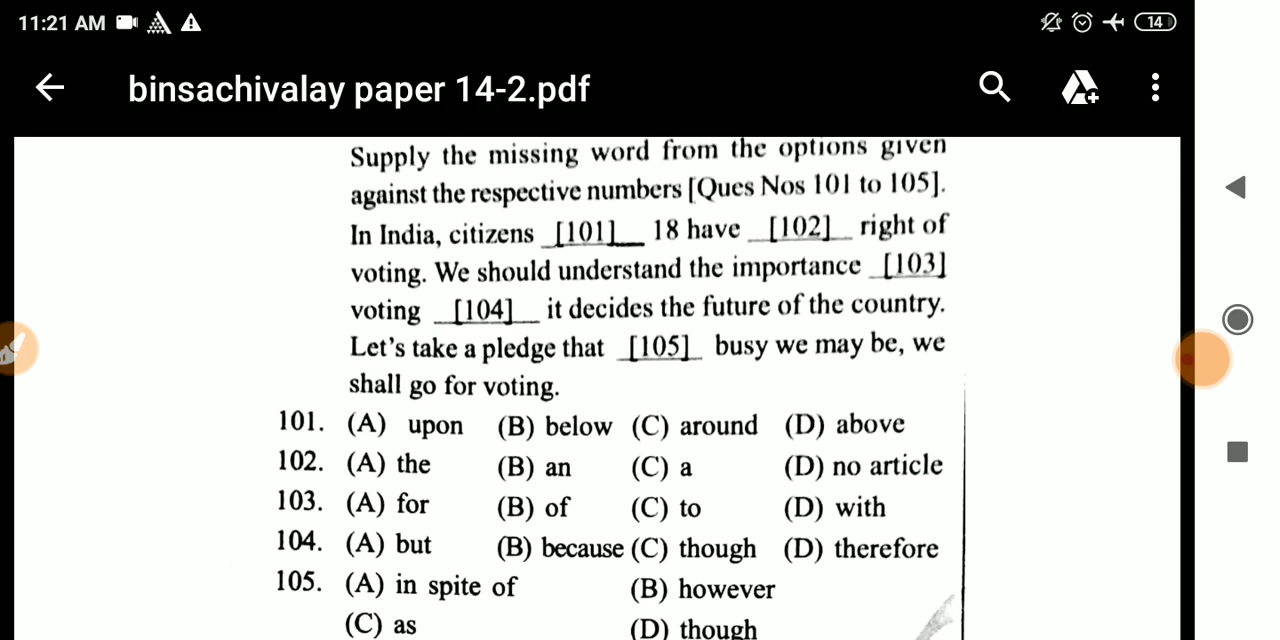 11:21 AM
14
binsachivalay paper 14-2.pdf
Supply the missing word from the options given
against the respective numbers [Ques Nos 101 to 105].
In India, citizens [101] 18 have [102] right of
voting. We should understand the importance [103]
voting [104] it decides the future of the country.
Let's take a pledge that [105] busy we may be, we
shall go for voting.
101. (A) upon (B) below (C) around (D) above
102. (A) the (B) an (C) a (D) no article
103. (A) for (B) of (C) to (D) with
104. (A) but (B) because (C) though (D) therefore
105. (A) in spite of (B) however
(C) as (D) though